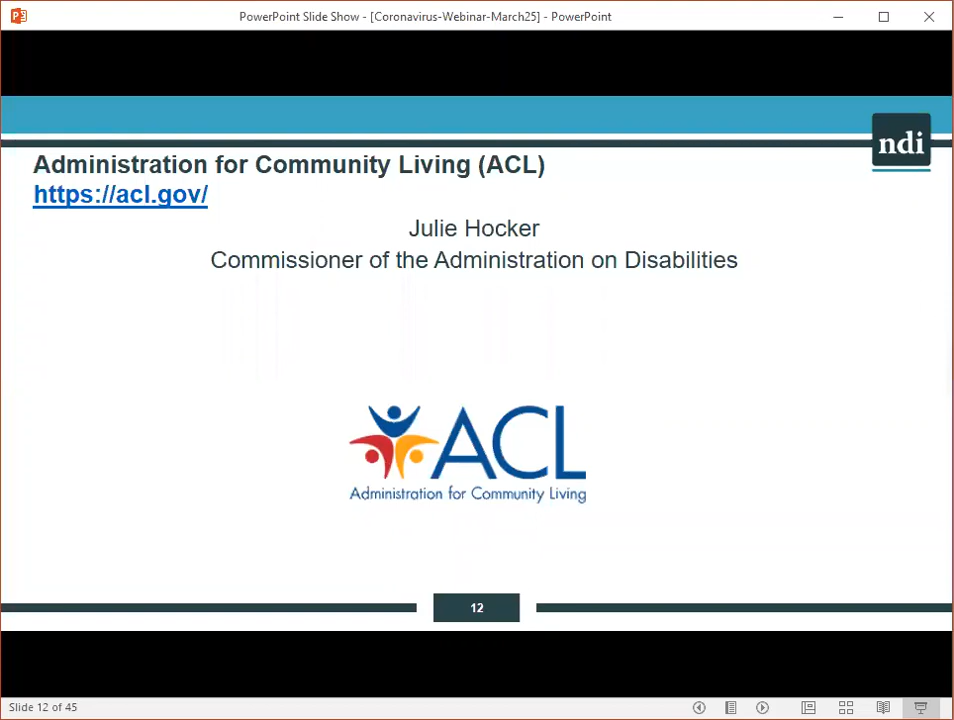 PowerPoint Slide Show - [Coronavirus-Webinar-March25] - PowerPoint
ndi
Administration for Community Living (ACL)
https://acl.gov/
Julie Hocker
Commissioner of the Administration on Disabilities
ACL
Administration for Community Living
12
Slide 12 of 45